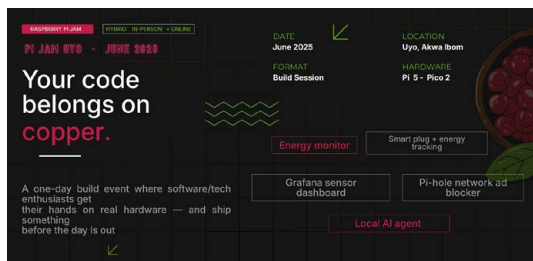 RASPBERRY PI JAM
HYBRID IN-PERSON + ONLINE
PI JAM UYO - JUNE 2026
Your code
belongs on
copper.
A one-day build event where software/tech
enthusiasts get
their hands on real hardware — and ship
something
before the day is out
DATE
June 2025
LOCATION
Uyo, Akwa Ibom
FORMAT
Build Session
HARDWARE
Pi 5 - Pico 2
Energy monitor
Smart plug + energy
tracking
Grafana sensor
dashboard
Pi-hole network ad
blocker
Local AI agent